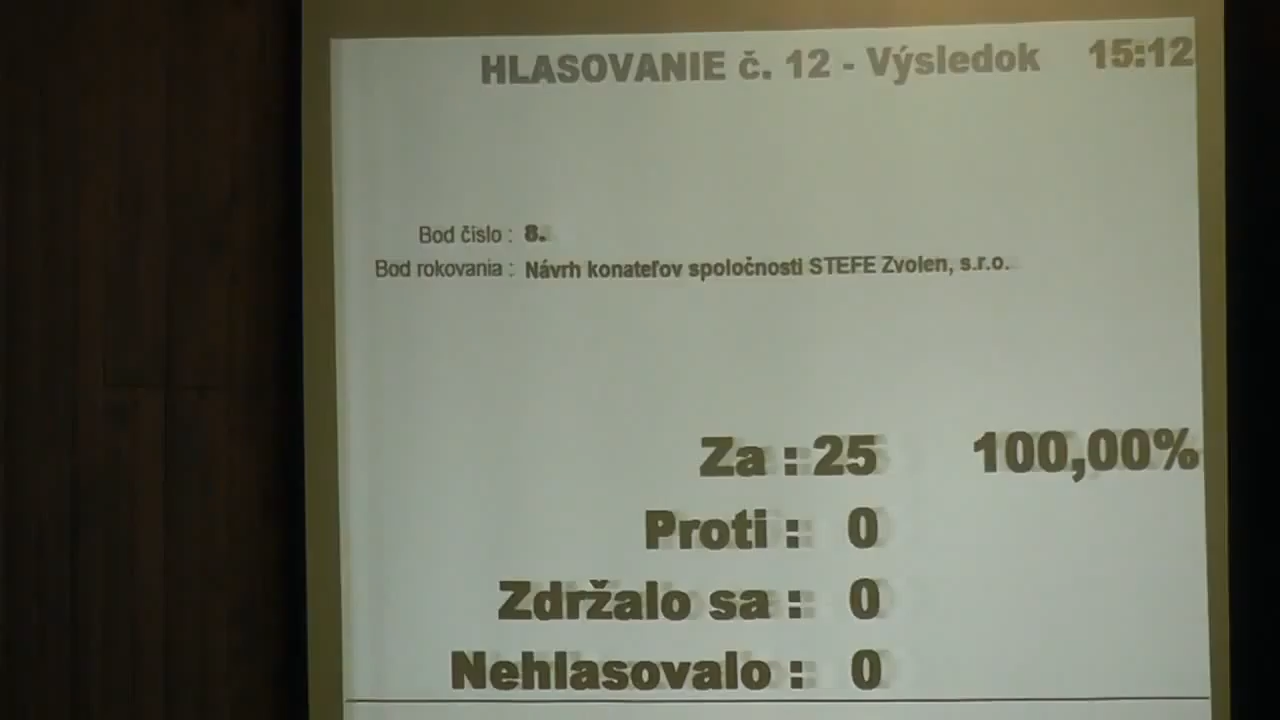 HLASOVANIE č. 12 - Výsledok 15:12
Bod číslo : 8.
Bod rokovania : Návrh konateľov spoločnosti STEFE Zvolen, s.r.o.
Za : 25 100,00%
Proti : 0
Zdržalo sa : 0
Nehlasovalo : 0